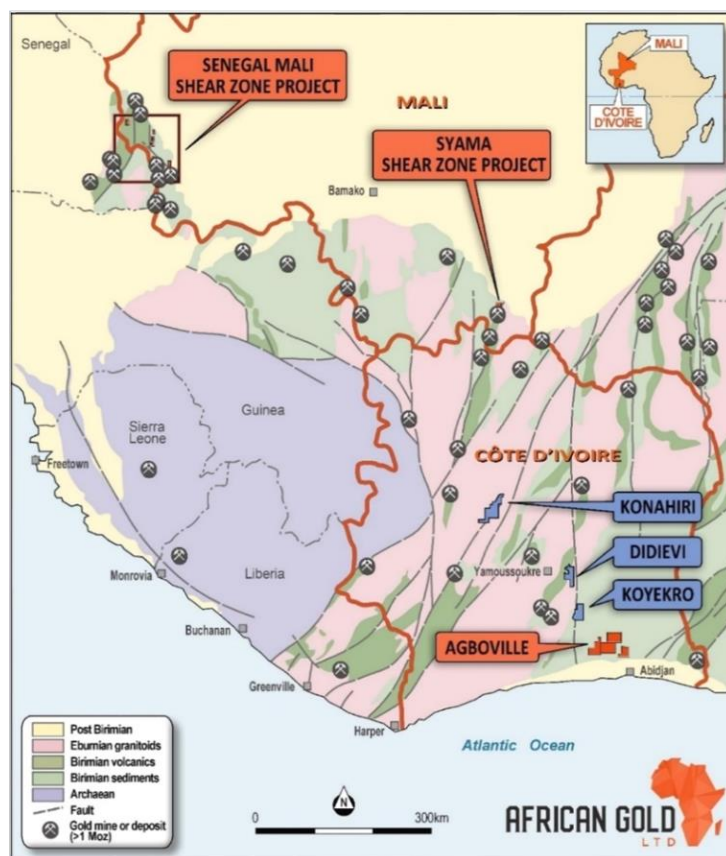 Senegal
SENEGAL MALI
SHEAR ZONE PROJECT
MALI
MALI
COTE
D'IVOIRE
SYAMA
SHEAR ZONE PROJECT
Bamako
Guinea
Sierra
Leone
Freetown
CÔTE D'IVOIRE
KONAHIRI
DIDIEVI
Yamoussoukre
KOYEKRO
Liberia
Monrovia
Buchanan
AGBOVILLE
Abidjan
Greenville
Harper
Atlantic Ocean
Post Birimian
Eburnian granitoids
Birimian volcanics
Birimian sediments
Archaean
Fault
Gold mine or deposit
(>1 Moz)
N
0 300km
AFRICAN GOLD
LTD